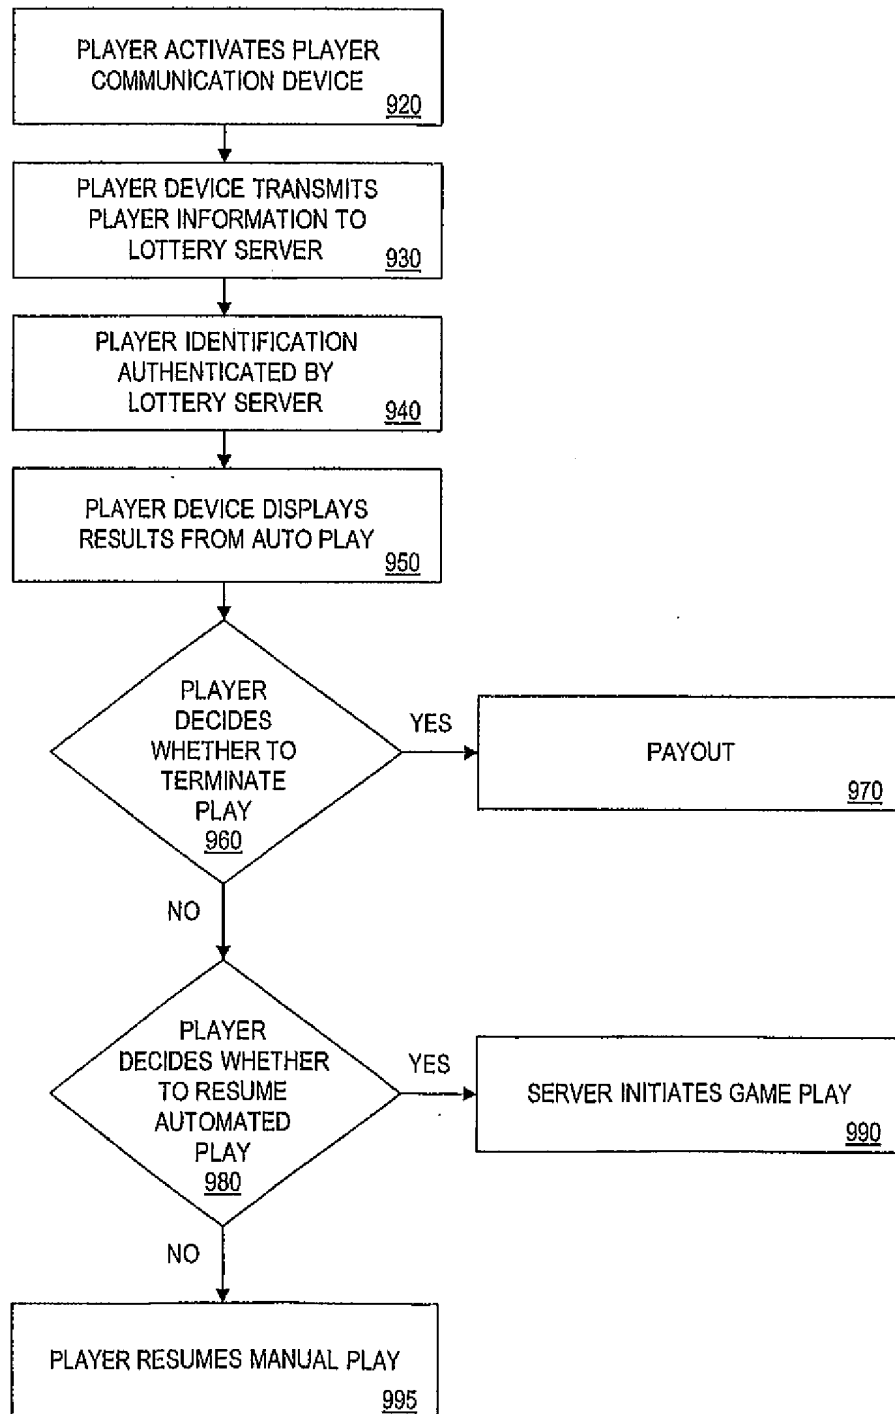 PLAYER ACTIVATES PLAYER
COMMUNICATION DEVICE
920
PLAYER DEVICE TRANSMITS
PLAYER INFORMATION TO
LOTTERY SERVER
930
PLAYER IDENTIFICATION
AUTHENTICATED BY
LOTTERY SERVER
940
PLAYER DEVICE DISPLAYS
RESULTS FROM AUTO PLAY
950
PLAYER
DECIDES
WHETHER TO
TERMINATE
PLAY
960
YES
PAYOUT
970
NO
PLAYER
DECIDES WHETHER
TO RESUME
AUTOMATED
PLAY
980
YES
SERVER INITIATES GAME PLAY
990
NO
PLAYER RESUMES MANUAL PLAY
995